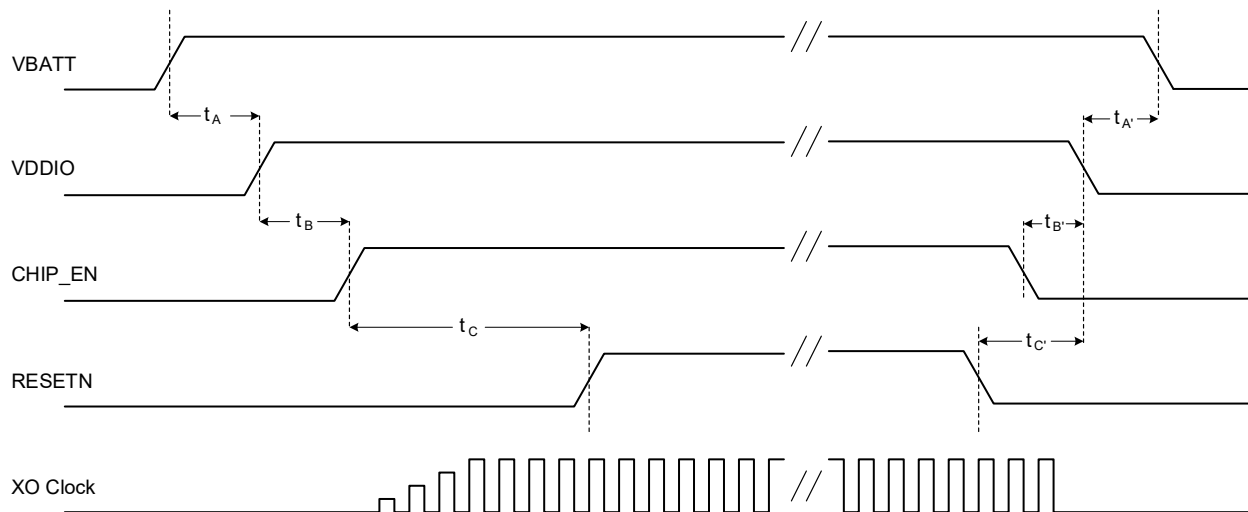 VBATT
tA
tA'
VDDIO
tB
tB'
CHIP_EN
tC
tC'
RESETN
XO Clock